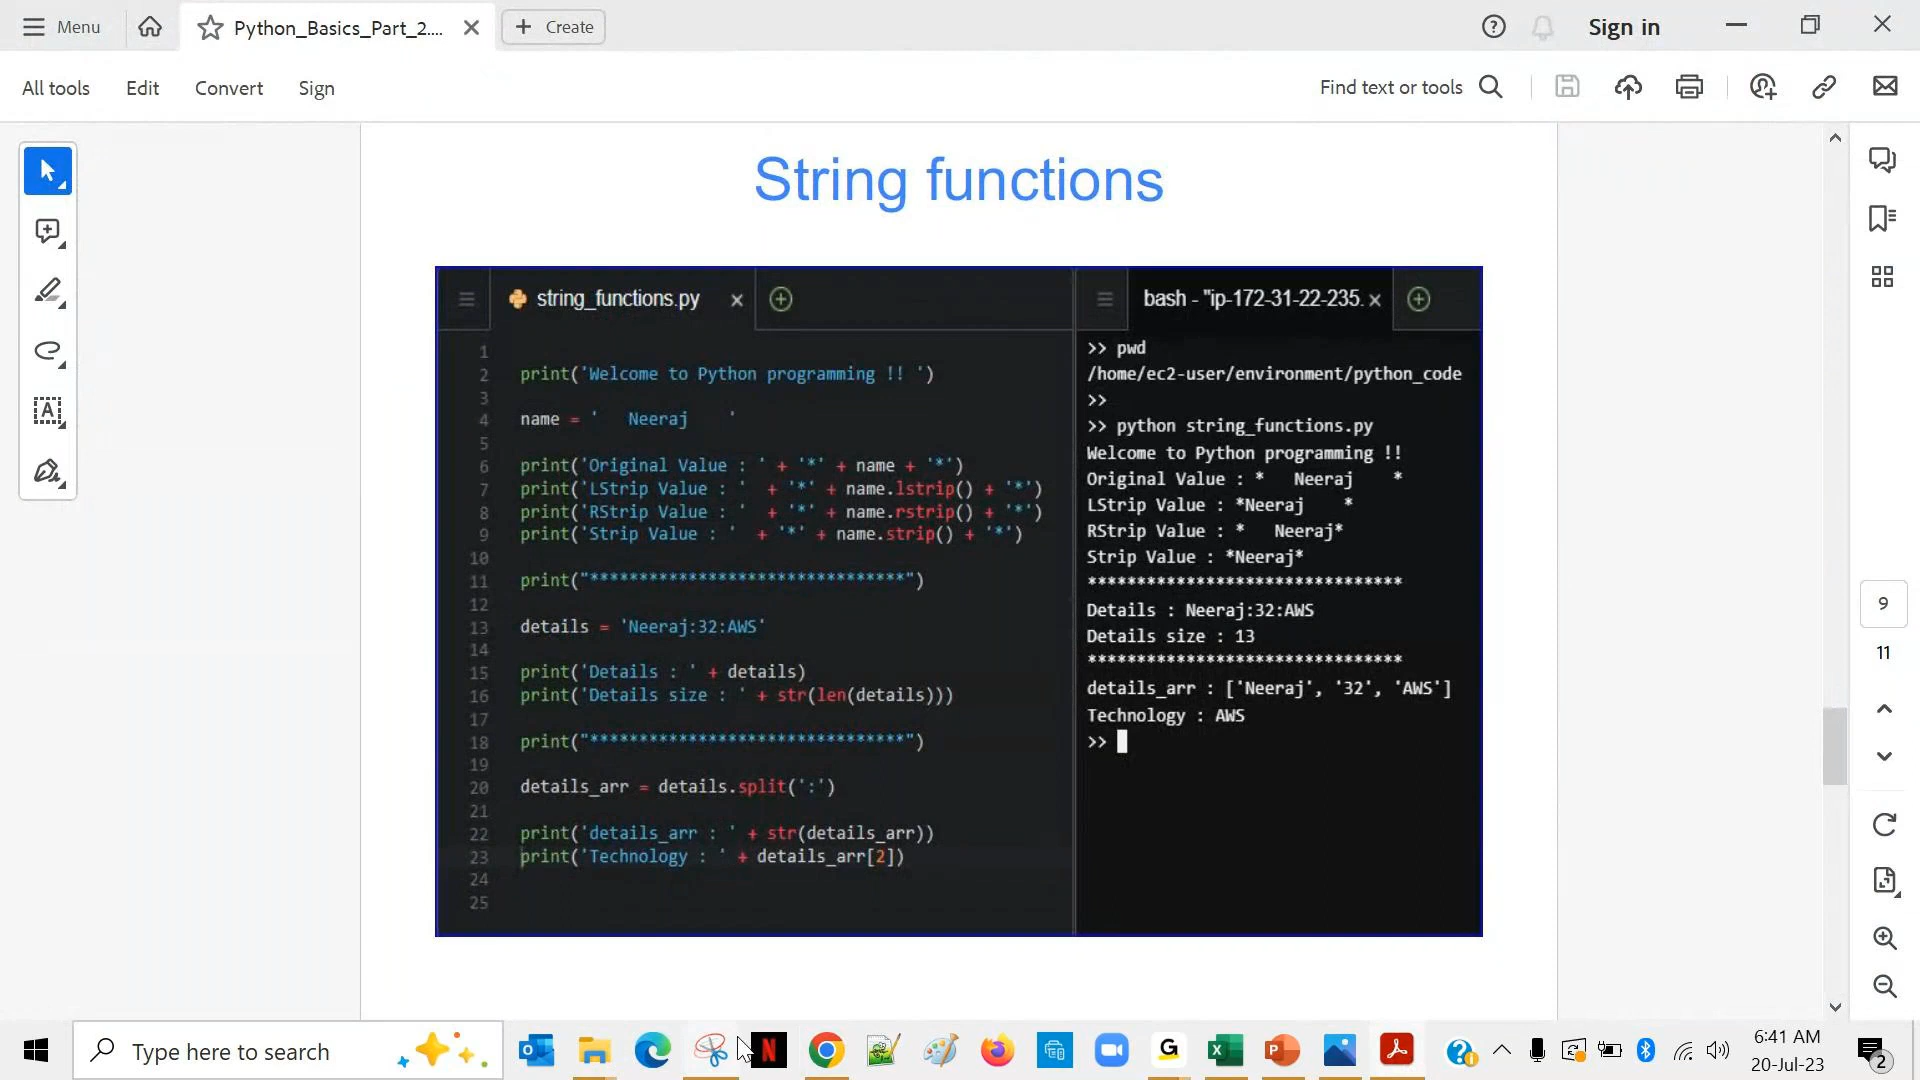 Menu
Python_Basics_Part_2....
Create
Sign in
All tools
Edit
Convert
Sign
Find text or tools
String functions
string_functions.py
bash - "ip-172-31-22-235.
1
2 print('Welcome to Python programming !! ')
3
4 name = '   Neeraj    '
5
6 print('Original Value : ' + '*' + name + '*')
7 print('LStrip Value : '  + '*' + name.lstrip() + '*')
8 print('RStrip Value : '  + '*' + name.rstrip() + '*')
9 print('Strip Value : '  + '*' + name.strip() + '*')
10
11 print("********************************")
12
13 details = 'Neeraj:32:AWS'
14
15 print('Details : ' + details)
16 print('Details size : ' + str(len(details)))
17
18 print("********************************")
19
20 details_arr = details.split(':')
21
22 print('details_arr : ' + str(details_arr))
23 print('Technology : ' + details_arr[2])
24
25
>> pwd
/home/ec2-user/environment/python_code
>>
>> python string_functions.py
Welcome to Python programming !!
Original Value : *   Neeraj    *
LStrip Value : *Neeraj    *
RStrip Value : *   Neeraj*
Strip Value : *Neeraj*
********************************
Details : Neeraj:32:AWS
Details size : 13
********************************
details_arr : ['Neeraj', '32', 'AWS']
Technology : AWS
>>
9
11
Type here to search
6:41 AM
20-Jul-23
2